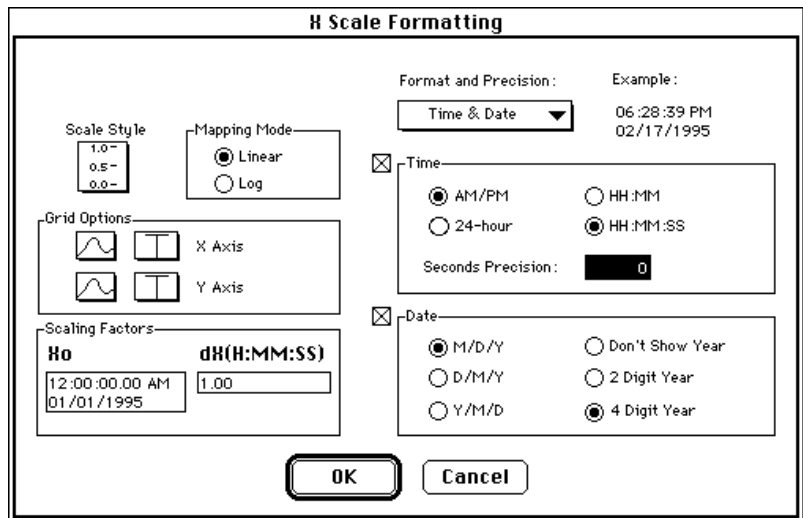 X Scale Formatting
Format and Precision:
Example:
Time & Date
06:28:39 PM
02/17/1995
Scale Style
1.0
0.5
0.0
Mapping Mode
Linear
Log
Grid Options
X Axis
Y Axis
Scaling Factors
Xo
dX(H:MM:SS)
12:00:00.00 AM
01/01/1995
1.00
Time
AM/PM
HH:MM
24-hour
HH:MM:SS
Seconds Precision:
0
Date
M/D/Y
Don't Show Year
D/M/Y
2 Digit Year
Y/M/D
4 Digit Year
OK
Cancel